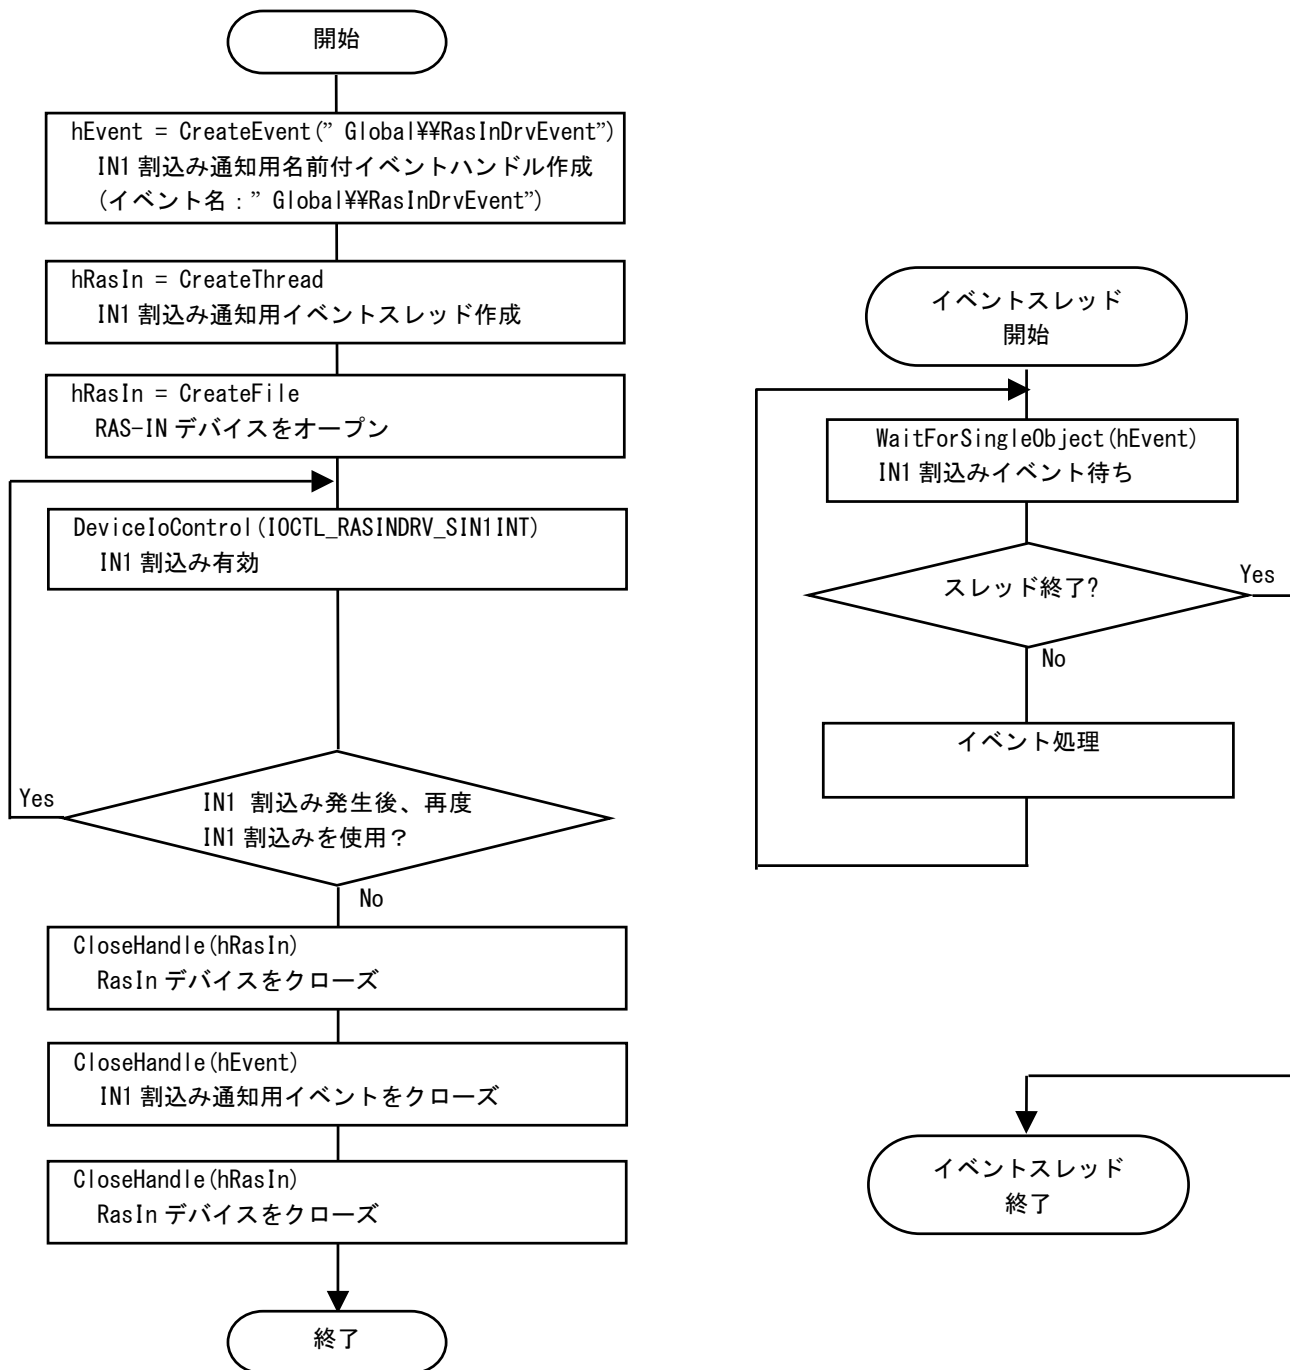 開始
hEvent = CreateEvent(” Global¥¥RasInDrvEvent”)
IN1 割込み通知用名前付イベントハンドル作成
(イベント名：” Global¥¥RasInDrvEvent”)
hRasIn = CreateThread
IN1 割込み通知用イベントスレッド作成
hRasIn = CreateFile
RAS-IN デバイスをオープン
DeviceIoControl(IOCTL_RASINDRV_SIN1INT)
IN1 割込み有効
Yes
IN1 割込み発生後、再度
IN1 割込みを使用？
No
CloseHandle(hRasIn)
RasIn デバイスをクローズ
CloseHandle(hEvent)
IN1 割込み通知用イベントをクローズ
CloseHandle(hRasIn)
RasIn デバイスをクローズ
終了
イベントスレッド
開始
WaitForSingleObject(hEvent)
IN1 割込みイベント待ち
スレッド終了?
Yes
No
イベント処理
イベントスレッド
終了